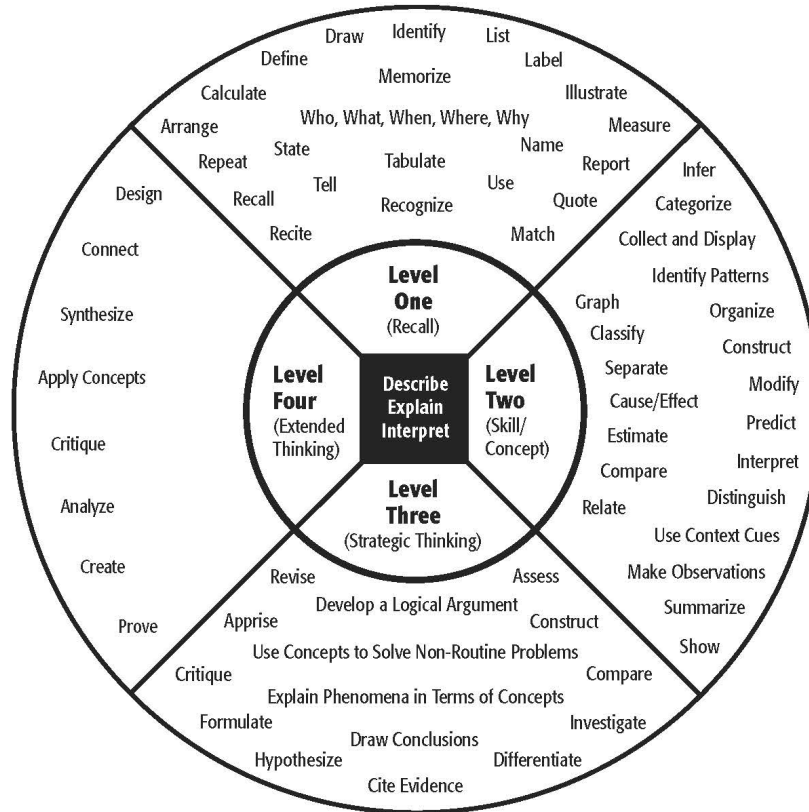 Draw
Identify
List
Define
Label
Memorize
Calculate
Illustrate
Arrange
Who, What, When, Where, Why
Measure
Repeat
State
Tabulate
Name
Report
Recall
Tell
Recognize
Use
Quote
Recite
Match
Level
One
(Recall)
Infer
Categorize
Collect and Display
Identify Patterns
Graph
Organize
Classify
Construct
Separate
Modify
Cause/Effect
Predict
Estimate
Interpret
Compare
Distinguish
Relate
Use Context Cues
Make Observations
Summarize
Show
Level
Two
(Skill/
Concept)
Describe
Explain
Interpret
Level
Three
(Strategic Thinking)
Revise
Assess
Develop a Logical Argument
Apprise
Construct
Use Concepts to Solve Non-Routine Problems
Critique
Compare
Explain Phenomena in Terms of Concepts
Formulate
Investigate
Draw Conclusions
Hypothesize
Differentiate
Cite Evidence
Level
Four
(Extended
Thinking)
Design
Connect
Synthesize
Apply Concepts
Critique
Analyze
Create
Prove